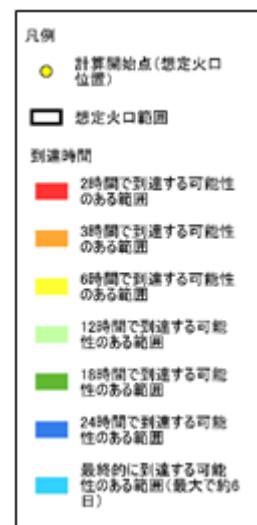 凡例
計算開始点(想定火口
位置)
想定火口範囲
到達時間
2時間で到達する可能性
のある範囲
3時間で到達する可能性
のある範囲
6時間で到達する可能性
のある範囲
12時間で到達する可能
性のある範囲
18時間で到達する可能
性のある範囲
24時間で到達する可能
性のある範囲
最終的に到達する可能
性のある範囲(最大で約6
日)